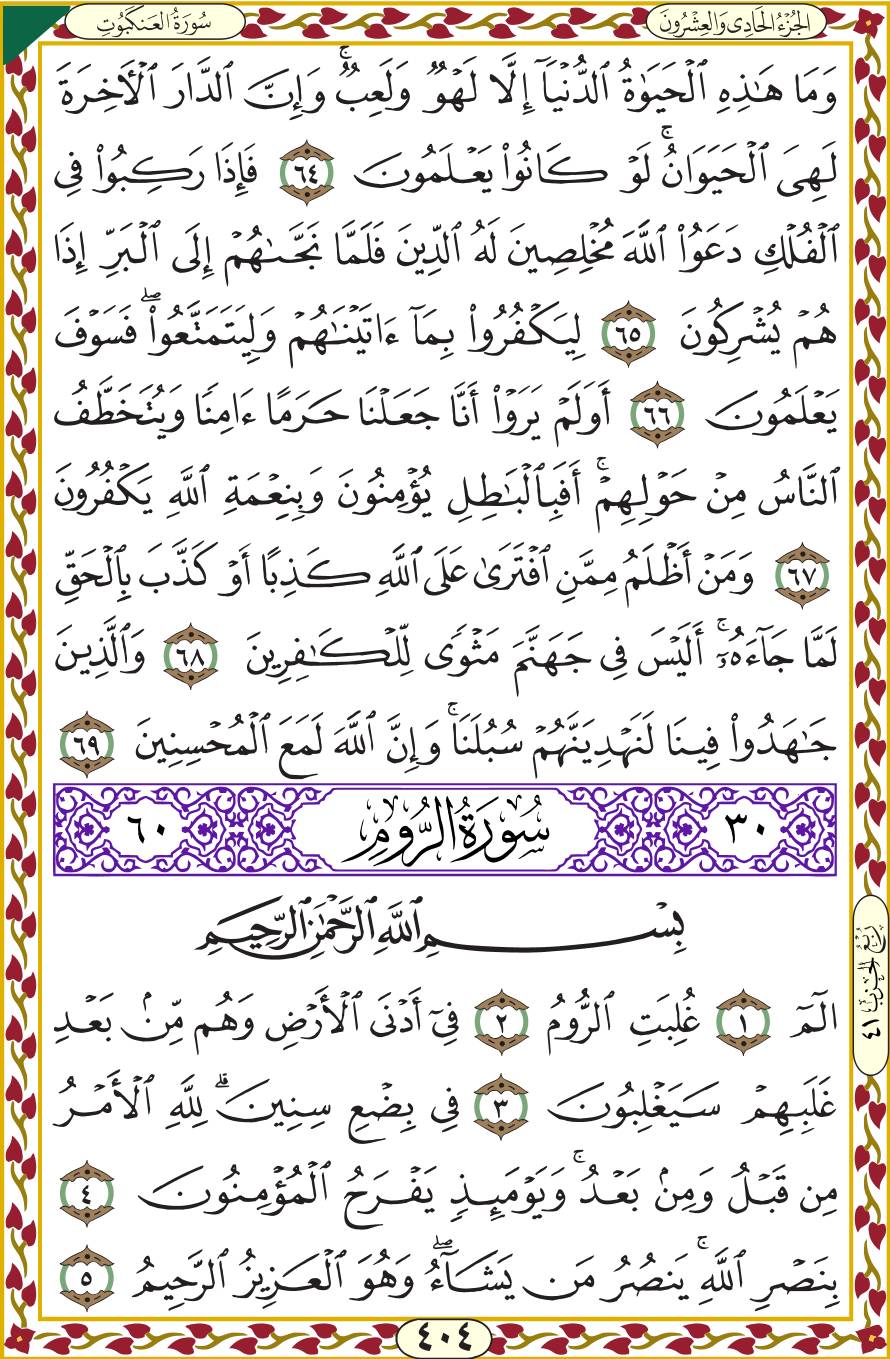 الجُزْءُ الحَادِى وَالعِشْرُونَ
سُورَةُ العَنكَبُوتِ
وَمَا هَٰذِهِ ٱلْحَيَوٰةُ ٱلدُّنْيَآ إِلَّا لَهْوٌ وَلَعِبٌ ۚ وَإِنَّ ٱلدَّارَ ٱلْأَخِرَةَ
لَهِىَ ٱلْحَيَوَانُ ۚ لَوْ كَانُوا۟ يَعْلَمُونَ ٦٤ فَإِذَا رَكِبُوا۟ فِى
ٱلْفُلْكِ دَعَوُا۟ ٱللَّهَ مُخْلِصِينَ لَهُ ٱلدِّينَ فَلَمَّا نَجَّىٰهُمْ إِلَى ٱلْبَرِّ إِذَا
هُمْ يُشْرِكُونَ ٦٥ لِيَكْفُرُوا۟ بِمَآ ءَاتَيْنَٰهُمْ وَلِيَتَمَتَّعُوا۟ ۖ فَسَوْفَ
يَعْلَمُونَ ٦٦ أَوَلَمْ يَرَوْا۟ أَنَّا جَعَلْنَا حَرَمًا ءَامِنًا وَيُتَخَطَّفُ
ٱلنَّاسُ مِنْ حَوْلِهِمْ ۚ أَفَبِٱلْبَٰطِلِ يُؤْمِنُونَ وَبِنِعْمَةِ ٱللَّهِ يَكْفُرُونَ
٦٧ وَمَنْ أَظْلَمُ مِمَّنِ ٱفْتَرَىٰ عَلَى ٱللَّهِ كَذِبًا أَوْ كَذَّبَ بِٱلْحَقِّ
لَمَّا جَآءَهُۥٓ ۚ أَلَيْسَ فِى جَهَنَّمَ مَثْوًى لِّلْكَٰفِرِينَ ٦٨ وَٱلَّذِينَ
جَٰهَدُوا۟ فِينَا لَنَهْدِيَنَّهُمْ سُبُلَنَا ۚ وَإِنَّ ٱللَّهَ لَمَعَ ٱلْمُحْسِنِينَ ٦٩
٣٠ سُورَةُ الرُّومِ ٦٠
بِسْمِ ٱللَّهِ ٱلرَّحْمَٰنِ ٱلرَّحِيمِ
الٓمٓ ١ غُلِبَتِ ٱلرُّومُ ٢ فِىٓ أَدْنَى ٱلْأَرْضِ وَهُم مِّنۢ بَعْدِ
غَلَبِهِمْ سَيَغْلِبُونَ ٣ فِى بِضْعِ سِنِينَ ۗ لِلَّهِ ٱلْأَمْرُ
مِن قَبْلُ وَمِنۢ بَعْدُ ۚ وَيَوْمَئِذٍ يَفْرَحُ ٱلْمُؤْمِنُونَ ٤
بِنَصْرِ ٱللَّهِ ۚ يَنصُرُ مَن يَشَآءُ ۖ وَهُوَ ٱلْعَزِيزُ ٱلرَّحِيمُ ٥
رُبْعُ الحِزْبِ ٤١
٤٠٤